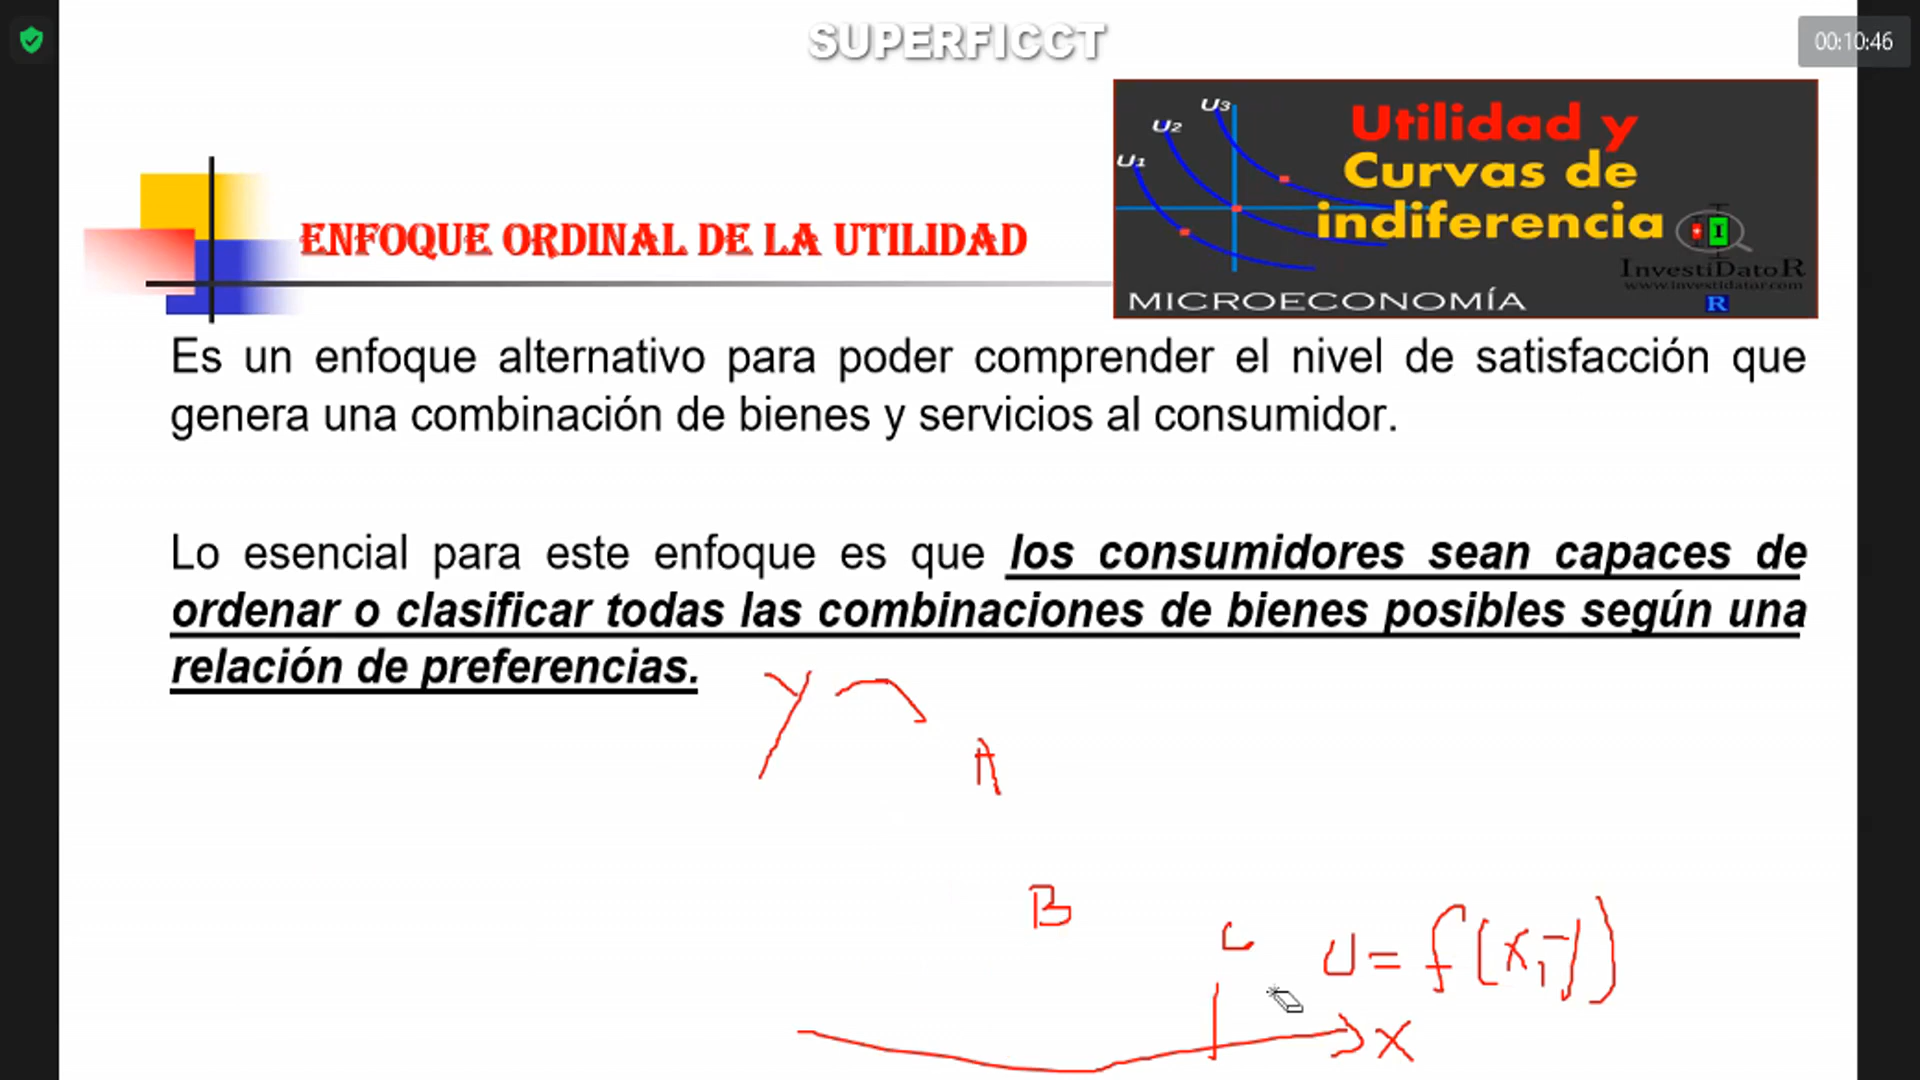 SUPERFICCT
00:10:46
U3
U2
U1
Utilidad y
Curvas de
indiferencia
I
InvestiDatoR
www.investidator.com
R
MICROECONOMÍA
ENFOQUE ORDINAL DE LA UTILIDAD
Es un enfoque alternativo para poder comprender el nivel de satisfacción que
genera una combinación de bienes y servicios al consumidor.
Lo esencial para este enfoque es que los consumidores sean capaces de
ordenar o clasificar todas las combinaciones de bienes posibles según una
relación de preferencias.
Y
A
B
C
U = f(x,y)
X